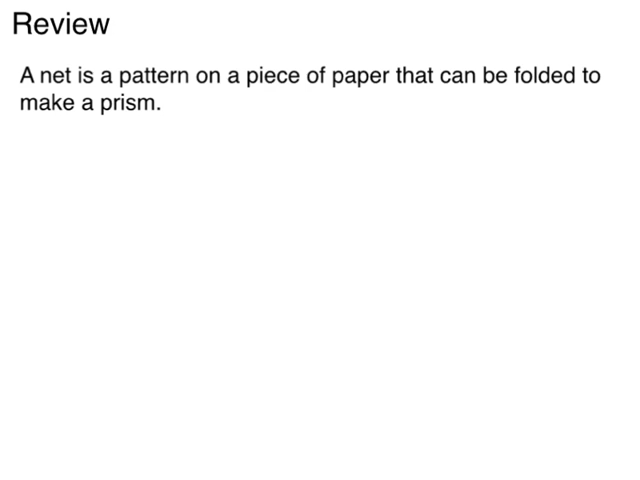 Review
A net is a pattern on a piece of paper that can be folded to
make a prism.